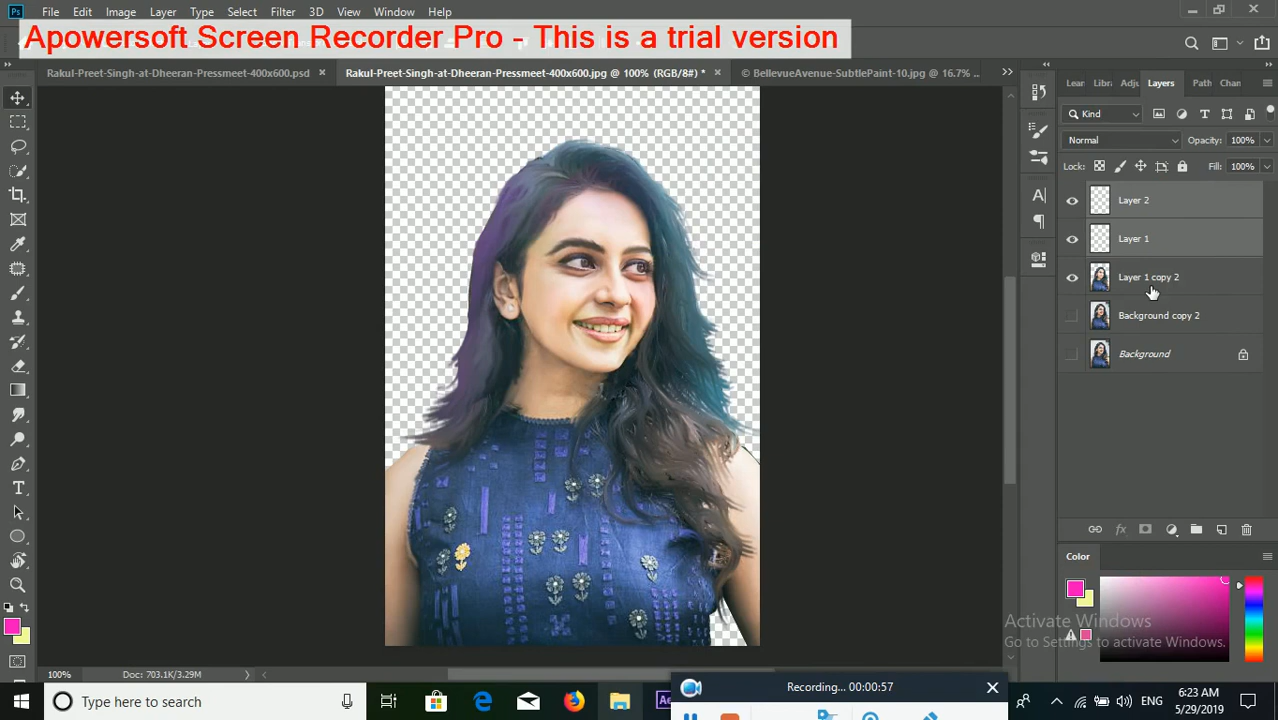 File Edit Image Layer Type Select Filter 3D View Window Help
Apowersoft Screen Recorder Pro - This is a trial version
Rakul-Preet-Singh-at-Dheeran-Pressmeet-400x600.psd × Rakul-Preet-Singh-at-Dheeran-Pressmeet-400x600.jpg @ 100% (RGB/8#) * × © BellevueAvenue-SubtlePaint-10.jpg @ 16.7% ..
Lear Libr Adj Layers Path Chan
Kind
Normal Opacity: 100%
Lock: Fill: 100%
Layer 2
Layer 1
Layer 1 copy 2
Background copy 2
Background
Color
Activate Windows
Go to Settings to activate Windows.
100% Doc: 703.1K/3.29M
Recording... 00:00:57
Type here to search
ENG
6:23 AM
5/29/2019